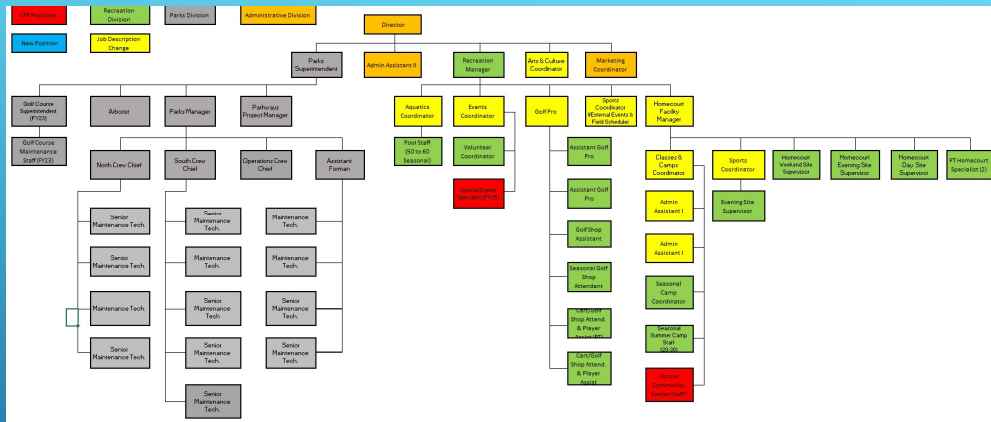 CFP Positions
Recreation
Division
Parks Division
Administrative Division
New Position
Job Description
Change
Director
Parks
Superintendent
Admin Assistant II
Recreation
Manager
Arts & Culture
Coordinator
Marketing
Coordinator
Golf Course
Superintendent
(FY23)
Arborist
Parks Manager
Pathways
Project Manager
Aquatics
Coordinator
Events
Coordinator
Golf Pro
Sports
Coordinator
External Events &
Field Scheduler
Homecourt
Facility
Manager
Golf Course
Maintenance
Staff (FY23)
North Crew Chief
South Crew
Chief
Operations Crew
Chief
Assistant
Forman
Pool Staff
(50 to 60
Seasonal)
Volunteer
Coordinator
Special Events
Specialist (FY25)
Assistant Golf
Pro
Assistant Golf
Pro
Golf Shop
Assistant
Seasonal Golf
Shop
Attendant
Cart/Golf
Shop Attend.
& Player
Assist (PT)
Cart/Golf
Shop Attend.
& Player
Assist
Classes &
Camps
Coordinator
Sports
Coordinator
Homecourt
Weekend Site
Supervisor
Homecourt
Evening Site
Supervisor
Homecourt
Day Site
Supervisor
PT Homecourt
Specialist (2)
Admin
Assistant I
Evening Site
Supervisor
Admin
Assistant I
Seasonal
Camp
Coordinator
Seasonal
Summer Camp
Staff
(20-30)
Future
Community
Center Staff?
Senior
Maintenance Tech.
Senior
Maintenance
Tech.
Maintenance
Tech.
Senior
Maintenance
Tech.
Maintenance
Tech.
Maintenance
Tech.
Maintenance Tech.
Senior
Maintenance Tech.
Senior
Maintenance
Tech.
Senior
Maintenance
Tech.
Senior
Maintenance
Tech.
Senior
Maintenance
Tech.
Senior
Maintenance
Tech.